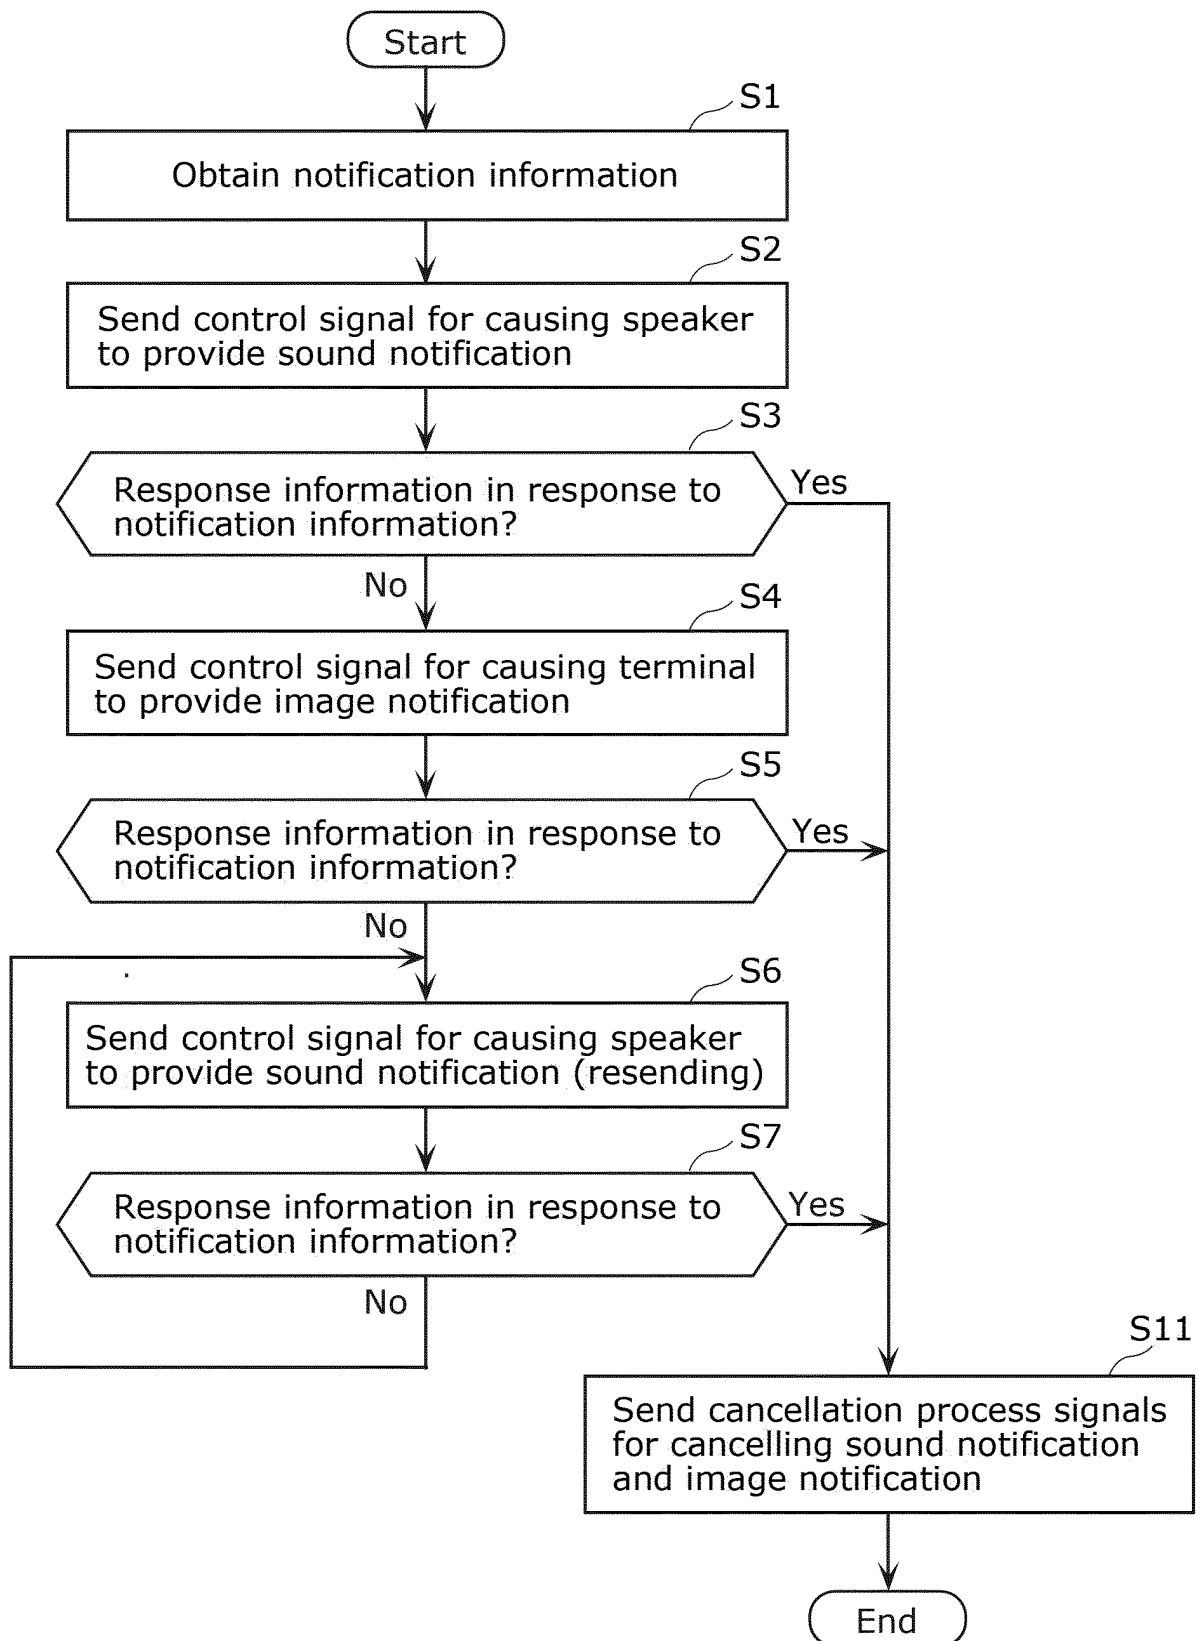 Start
S1
Obtain notification information
S2
Send control signal for causing speaker
to provide sound notification
S3
Response information in response to
notification information?
Yes
No
S4
Send control signal for causing terminal
to provide image notification
S5
Response information in response to
notification information?
Yes
No
S6
Send control signal for causing speaker
to provide sound notification (resending)
S7
Response information in response to
notification information?
Yes
No
S11
Send cancellation process signals
for cancelling sound notification
and image notification
End